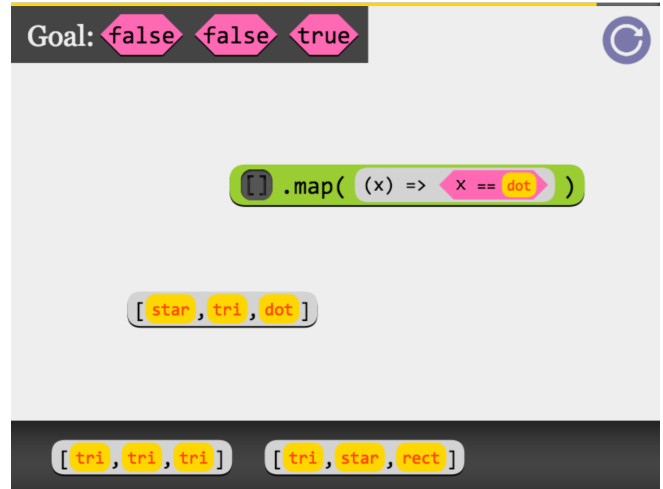 Goal: false false true
[] .map( (x) => x == dot )
[star,tri,dot]
[tri,tri,tri] [tri,star,rect]